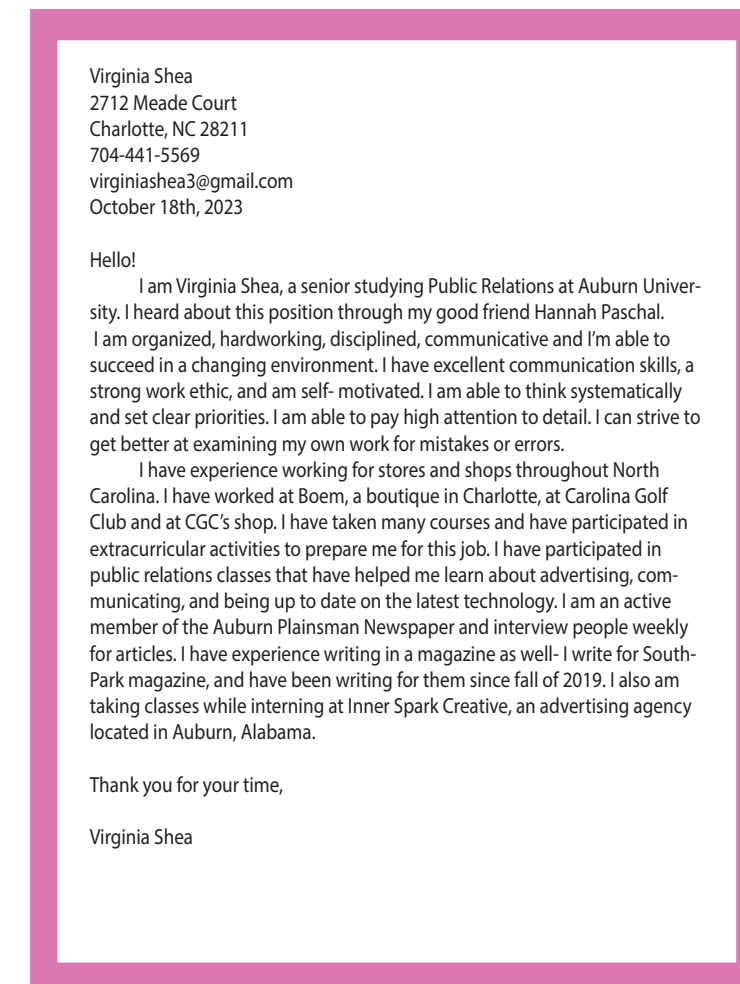 Virginia Shea
2712 Meade Court
Charlotte, NC 28211
704-441-5569
virginiashea3@gmail.com
October 18th, 2023
Hello!
I am Virginia Shea, a senior studying Public Relations at Auburn Univer-
sity. I heard about this position through my good friend Hannah Paschal.
I am organized, hardworking, disciplined, communicative and I'm able to
succeed in a changing environment. I have excellent communication skills, a
strong work ethic, and am self- motivated. I am able to think systematically
and set clear priorities. I am able to pay high attention to detail. I can strive to
get better at examining my own work for mistakes or errors.
I have experience working for stores and shops throughout North
Carolina. I have worked at Boem, a boutique in Charlotte, at Carolina Golf
Club and at CGC's shop. I have taken many courses and have participated in
extracurricular activities to prepare me for this job. I have participated in
public relations classes that have helped me learn about advertising, com-
municating, and being up to date on the latest technology. I am an active
member of the Auburn Plainsman Newspaper and interview people weekly
for articles. I have experience writing in a magazine as well- I write for South-
Park magazine, and have been writing for them since fall of 2019. I also am
taking classes while interning at Inner Spark Creative, an advertising agency
located in Auburn, Alabama.
Thank you for your time,
Virginia Shea